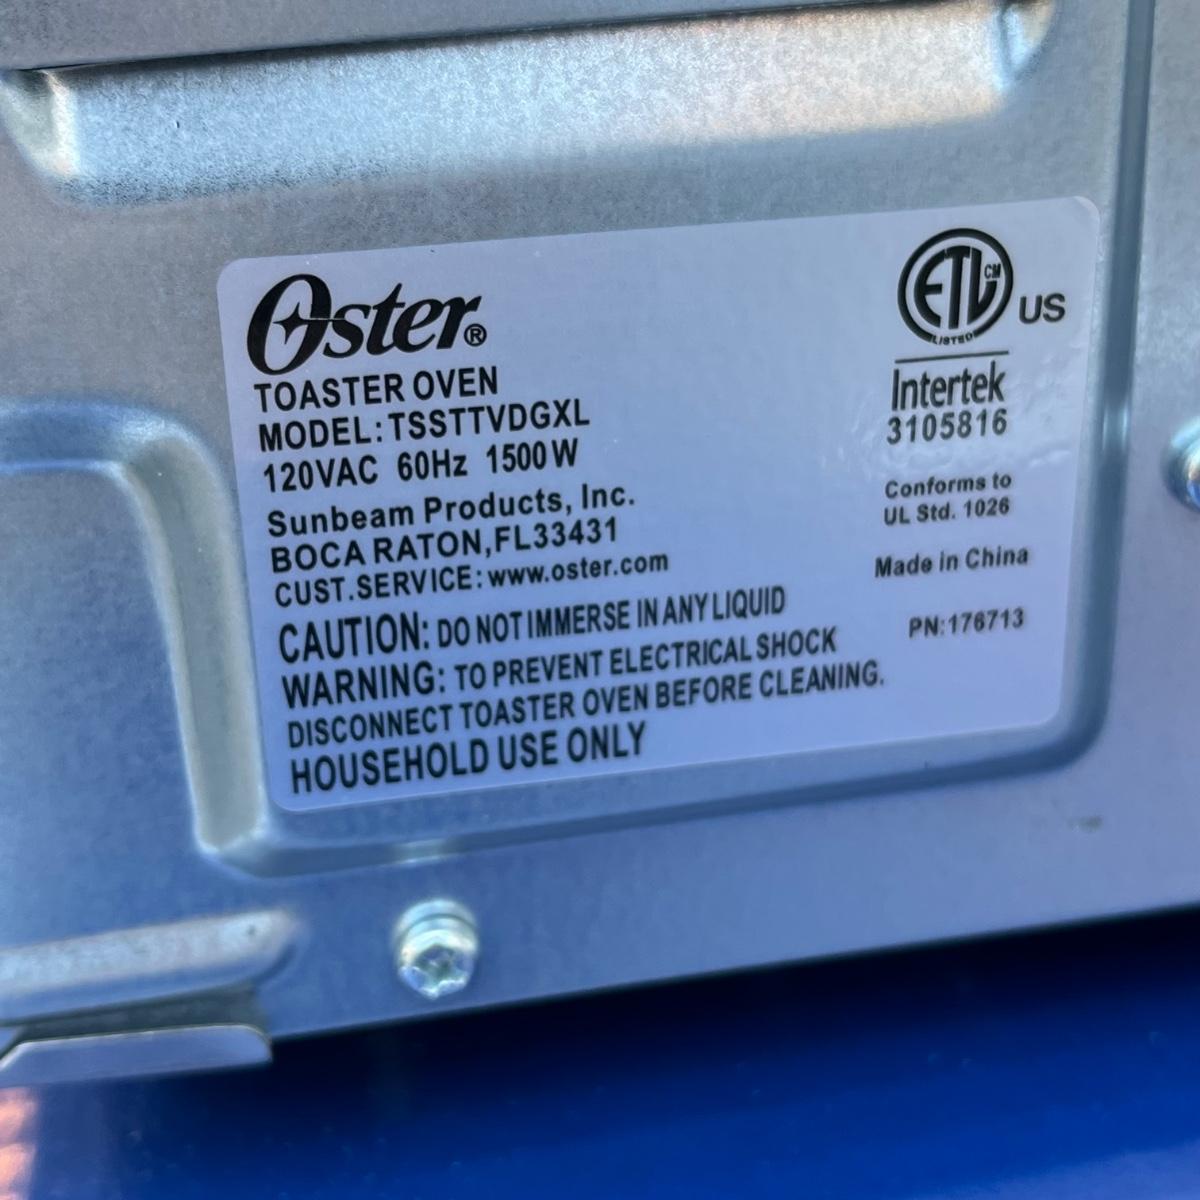 Oster®
TOASTER OVEN
MODEL:TSSTTVDGXL
120VAC 60Hz 1500W
Sunbeam Products, Inc.
BOCA RATON,FL33431
CUST.SERVICE:www.oster.com
CAUTION: DO NOT IMMERSE IN ANY LIQUID
WARNING: TO PREVENT ELECTRICAL SHOCK
DISCONNECT TOASTER OVEN BEFORE CLEANING.
HOUSEHOLD USE ONLY
ETL CM
LISTED
US
Intertek
3105816
Conforms to
UL Std. 1026
Made in China
PN:176713